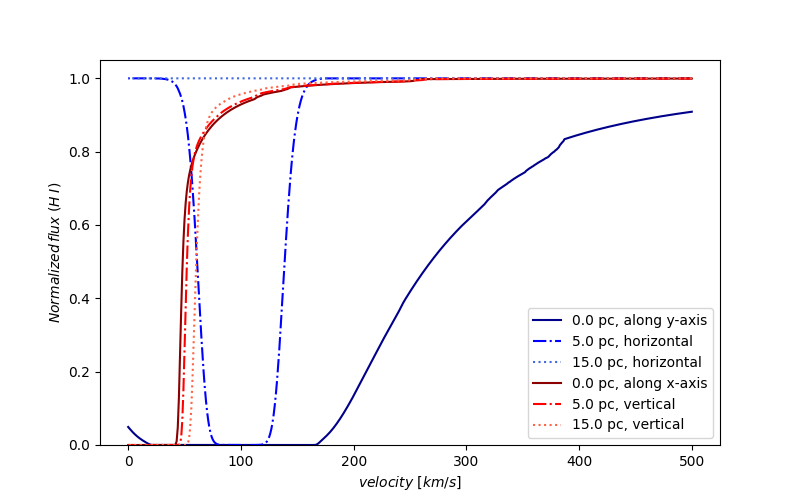 1.0
0.8
0.6
0.4
0.2
0.0
Normalized flux (H I)
0.0 pc, along y-axis
5.0 pc, horizontal
15.0 pc, horizontal
0.0 pc, along x-axis
5.0 pc, vertical
15.0 pc, vertical
0 100 200 300 400 500
velocity [km/s]